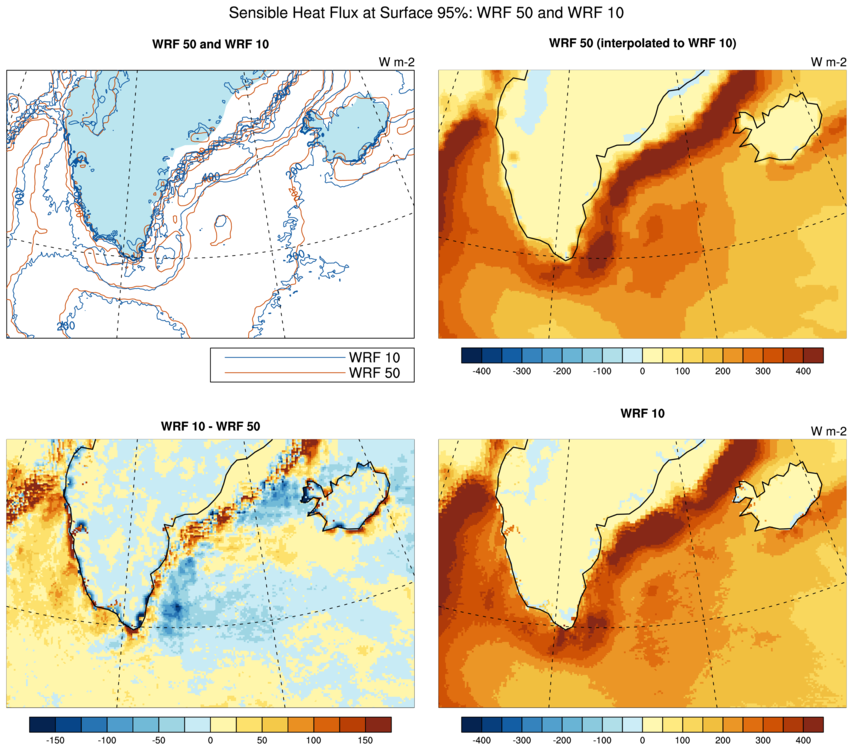 Sensible Heat Flux at Surface 95%: WRF 50 and WRF 10
WRF 50 and WRF 10
W m-2
400
400
200
200
WRF 10
WRF 50
WRF 50 (interpolated to WRF 10)
W m-2
-400 -300 -200 -100 0 100 200 300 400
WRF 10 - WRF 50
-150 -100 -50 0 50 100 150
WRF 10
W m-2
-400 -300 -200 -100 0 100 200 300 400